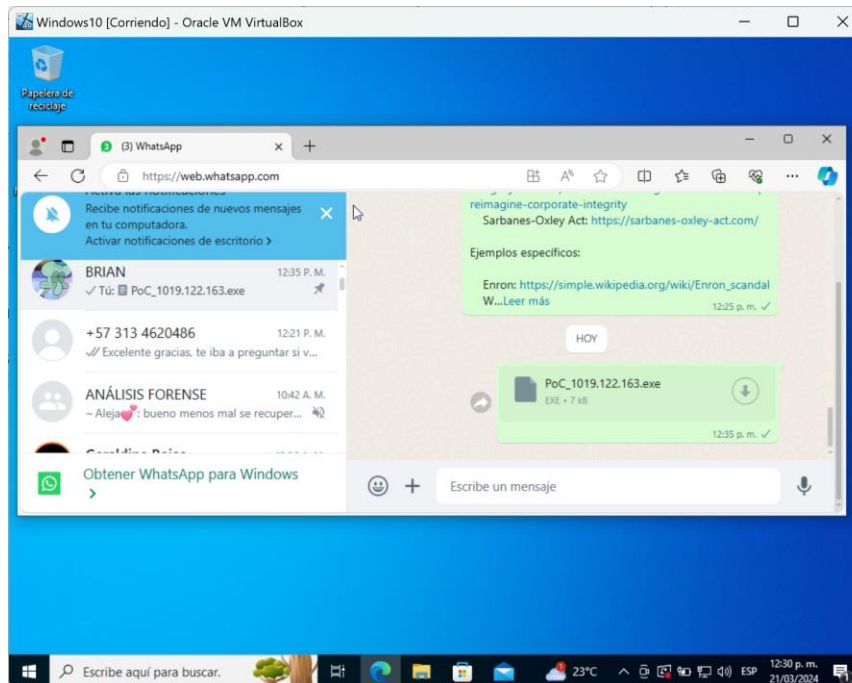 Windows10 [Corriendo] - Oracle VM VirtualBox
Papelera de
reciclaje
(3) WhatsApp
https://web.whatsapp.com
Activa las notificaciones
Recibe notificaciones de nuevos mensajes
en tu computadora.
Activar notificaciones de escritorio >
BRIAN
12:35 P. M.
Tú: PoC_1019.122.163.exe
+57 313 4620486
12:21 P. M.
Excelente gracias, te iba a preguntar si v...
ANÁLISIS FORENSE
10:42 A. M.
~ Aleja💕: bueno menos mal se recuper...
Obtener WhatsApp para Windows
>
reimagine-corporate-integrity
Sarbanes-Oxley Act: https://sarbanes-oxley-act.com/
Ejemplos específicos:
Enron: https://simple.wikipedia.org/wiki/Enron_scandal
W...Leer más
12:25 p. m.
HOY
PoC_1019.122.163.exe
EXE • 7 kB
12:35 p. m.
Escribe un mensaje
Escribe aquí para buscar.
23°C
ESP
12:30 p. m.
21/03/2024